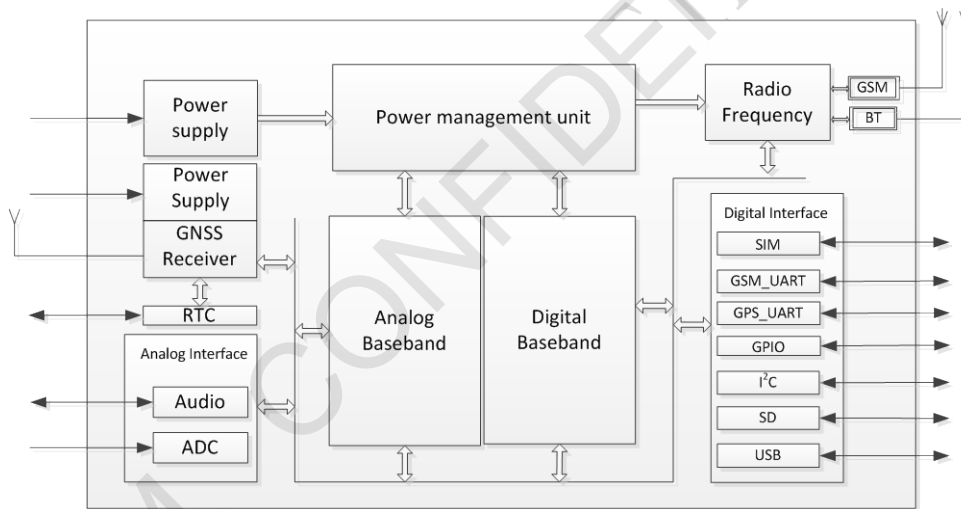 Power
supply
Power management unit
Radio
Frequency
GSM
BT
Power
Supply
GNSS
Receiver
RTC
Analog Interface
Audio
ADC
Analog
Baseband
Digital
Baseband
Digital Interface
SIM
GSM_UART
GPS_UART
GPIO
I²C
SD
USB
M CONFIDEN